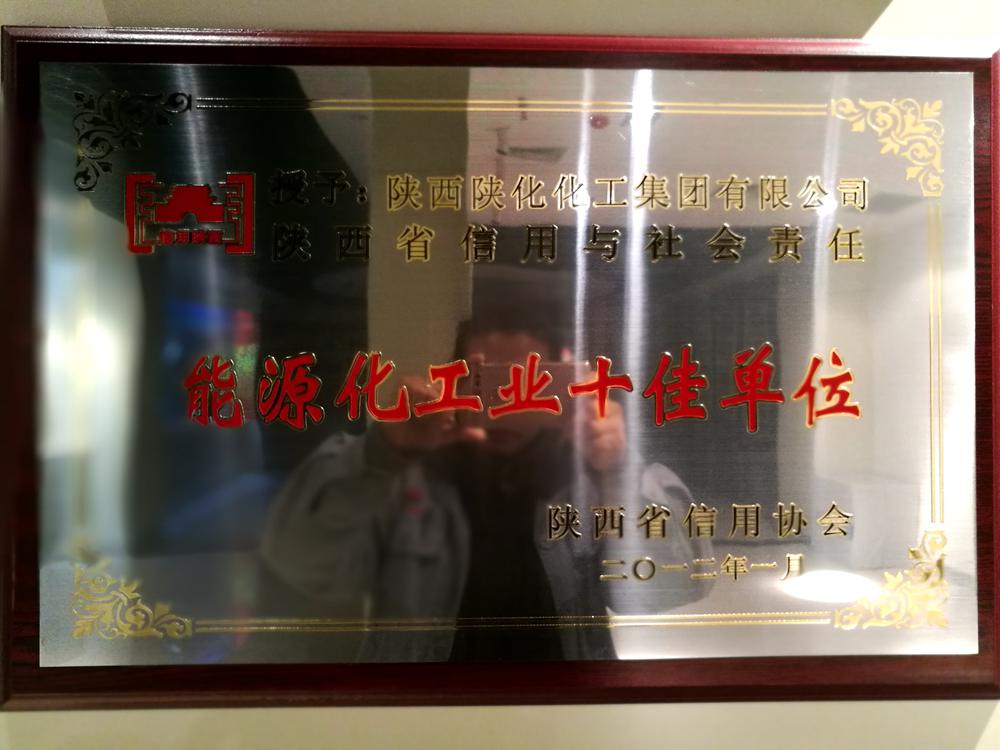 授予：陕西陕化化工集团有限公司
陕西省信用与社会责任
能源化工业十佳单位
陕西省信用协会
二〇一二年一月